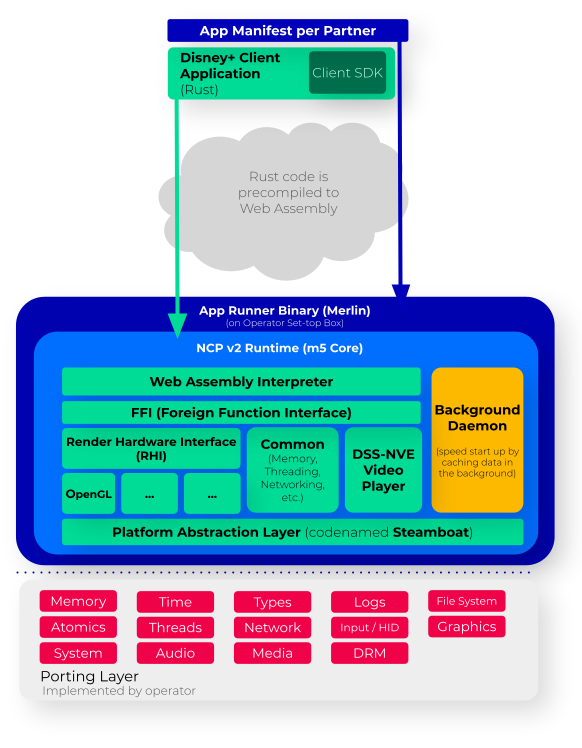 App Manifest per Partner
Disney+ Client
Application
(Rust)
Client SDK
Rust code is
precompiled to
Web Assembly
App Runner Binary (Merlin)
(on Operator Set-top Box)
NCP v2 Runtime (m5 Core)
Web Assembly Interpreter
FFI (Foreign Function Interface)
Render Hardware Interface
(RHI)
OpenGL
...
...
Common
(Memory,
Threading,
Networking,
etc.)
DSS-NVE
Video
Player
Background
Daemon
(speed start up by
caching data in
the background)
Platform Abstraction Layer (codenamed Steamboat)
Memory
Time
Types
Logs
File System
Atomics
Threads
Network
Input / HID
Graphics
System
Audio
Media
DRM
Porting Layer
Implemented by operator